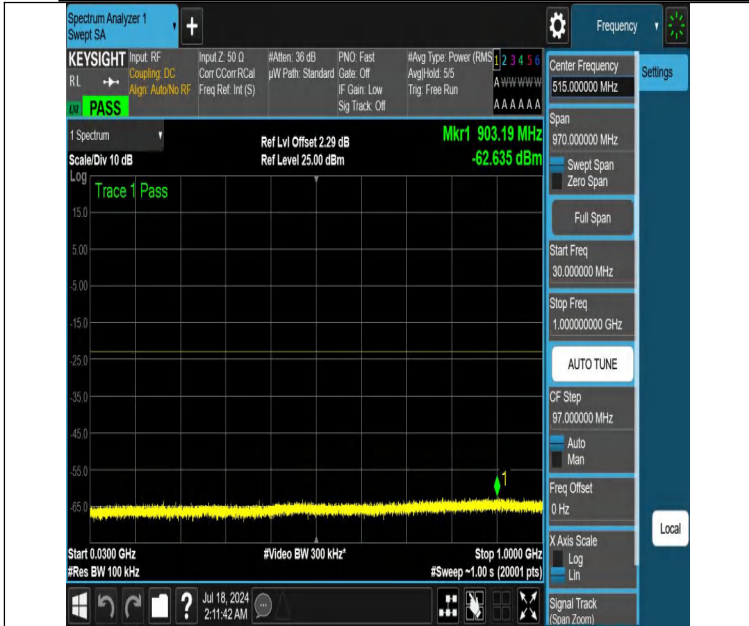 Spectrum Analyzer 1
Swept SA
Frequency
KEYSIGHT
RL
PASS
Input: RF
Coupling: DC
Align: Auto/No RF
Input Z: 50 Ω
Corr CCorr RCal
Freq Ref: Int (S)
#Atten: 36 dB
µW Path: Standard
PNO: Fast
Gate: Off
IF Gain: Low
Sig Track: Off
#Avg Type: Power (RMS
Avg|Hold: 5/5
Trig: Free Run
1 2 3 4 5 6
A W W W W W
A A A A A A
1 Spectrum
Scale/Div 10 dB
Ref Lvl Offset 2.29 dB
Ref Level 25.00 dBm
Mkr1 903.19 MHz
-62.635 dBm
Log
Trace 1 Pass
15.0
5.00
-5.00
-15.0
-25.0
-35.0
-45.0
-55.0
-65.0
1
Start 0.0300 GHz
#Res BW 100 kHz
#Video BW 300 kHz*
Stop 1.0000 GHz
#Sweep ~1.00 s (20001 pts)
Jul 18, 2024
2:11:42 AM
Center Frequency
515.000000 MHz
Settings
Span
970.000000 MHz
Swept Span
Zero Span
Full Span
Start Freq
30.000000 MHz
Stop Freq
1.000000000 GHz
AUTO TUNE
CF Step
97.000000 MHz
Auto
Man
Freq Offset
0 Hz
X Axis Scale
Log
Lin
Local
Signal Track
(Span Zoom)